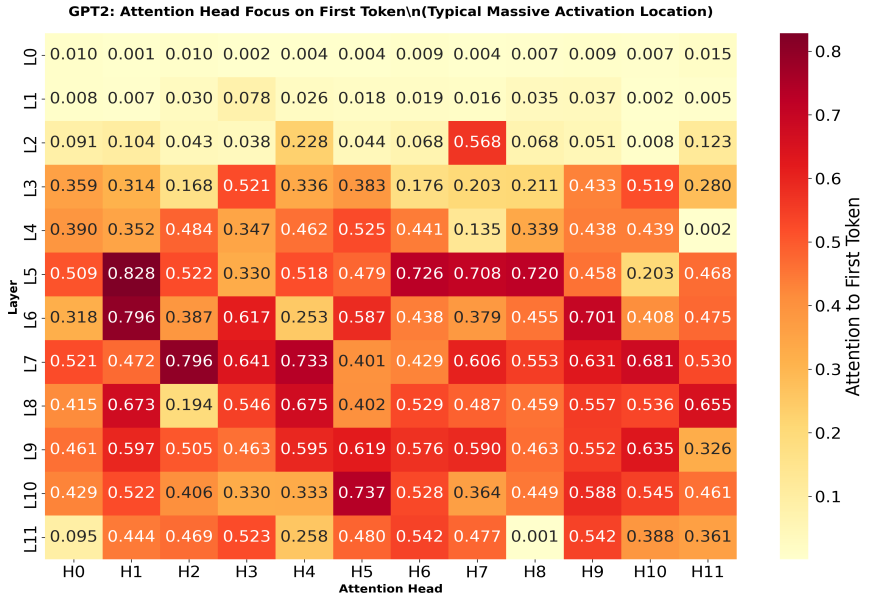 GPT2: Attention Head Focus on First Token\n(Typical Massive Activation Location)
L0 0.010 0.001 0.010 0.002 0.004 0.004 0.009 0.004 0.007 0.009 0.007 0.015
L1 0.008 0.007 0.030 0.078 0.026 0.018 0.019 0.016 0.035 0.037 0.002 0.005
L2 0.091 0.104 0.043 0.038 0.228 0.044 0.068 0.568 0.068 0.051 0.008 0.123
L3 0.359 0.314 0.168 0.521 0.336 0.383 0.176 0.203 0.211 0.433 0.519 0.280
L4 0.390 0.352 0.484 0.347 0.462 0.525 0.441 0.135 0.339 0.438 0.439 0.002
L5 0.509 0.828 0.522 0.330 0.518 0.479 0.726 0.708 0.720 0.458 0.203 0.468
L6 0.318 0.796 0.387 0.617 0.253 0.587 0.438 0.379 0.455 0.701 0.408 0.475
L7 0.521 0.472 0.796 0.641 0.733 0.401 0.429 0.606 0.553 0.631 0.681 0.530
L8 0.415 0.673 0.194 0.546 0.675 0.402 0.529 0.487 0.459 0.557 0.536 0.655
L9 0.461 0.597 0.505 0.463 0.595 0.619 0.576 0.590 0.463 0.552 0.635 0.326
L10 0.429 0.522 0.406 0.330 0.333 0.737 0.528 0.364 0.449 0.588 0.545 0.461
L11 0.095 0.444 0.469 0.523 0.258 0.480 0.542 0.477 0.001 0.542 0.388 0.361
H0 H1 H2 H3 H4 H5 H6 H7 H8 H9 H10 H11
Attention Head
Layer
0.8
0.7
0.6
0.5
0.4
0.3
0.2
0.1
Attention to First Token